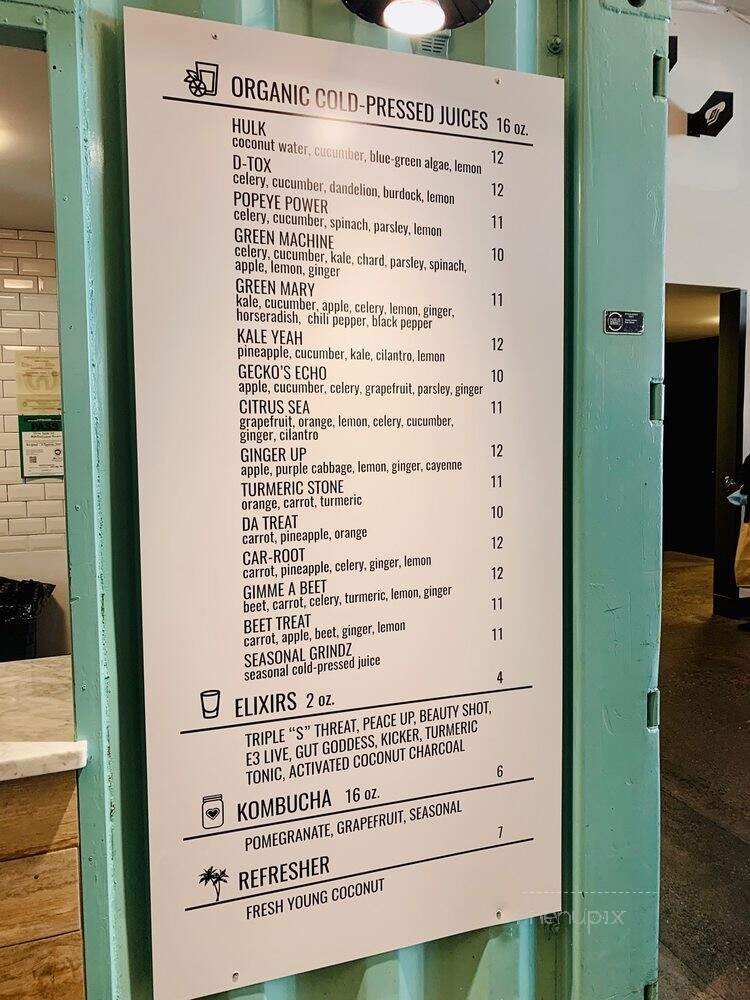 ORGANIC COLD-PRESSED JUICES 16 oz.
HULK
coconut water, cucumber, blue-green algae, lemon 12
D-TOX
celery, cucumber, dandelion, burdock, lemon 12
POPEYE POWER
celery, cucumber, spinach, parsley, lemon 11
GREEN MACHINE 10
celery, cucumber, kale, chard, parsley, spinach,
apple, lemon, ginger
GREEN MARY 11
kale, cucumber, apple, celery, lemon, ginger,
horseradish, chili pepper, black pepper
KALE YEAH 12
pineapple, cucumber, kale, cilantro, lemon
GECKO'S ECHO 10
apple, cucumber, celery, grapefruit, parsley, ginger
CITRUS SEA 11
grapefruit, orange, lemon, celery, cucumber,
ginger, cilantro
GINGER UP 12
apple, purple cabbage, lemon, ginger, cayenne
TURMERIC STONE 11
orange, carrot, turmeric
DA TREAT 10
carrot, pineapple, orange
CAR-ROOT 12
carrot, pineapple, celery, ginger, lemon
GIMME A BEET 12
beet, carrot, celery, turmeric, lemon, ginger
BEET TREAT 11
carrot, apple, beet, ginger, lemon
SEASONAL GRINDZ 11
seasonal cold-pressed juice
ELIXIRS 2 oz. 4
TRIPLE “S” THREAT, PEACE UP, BEAUTY SHOT,
E3 LIVE, GUT GODDESS, KICKER, TURMERIC
TONIC, ACTIVATED COCONUT CHARCOAL
KOMBUCHA 16 oz. 6
POMEGRANATE, GRAPEFRUIT, SEASONAL
REFRESHER 7
FRESH YOUNG COCONUT
menupix